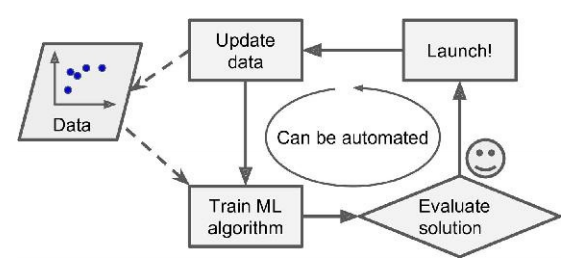 Update
data
Launch!
Data
Can be automated
Train ML
algorithm
Evaluate
solution